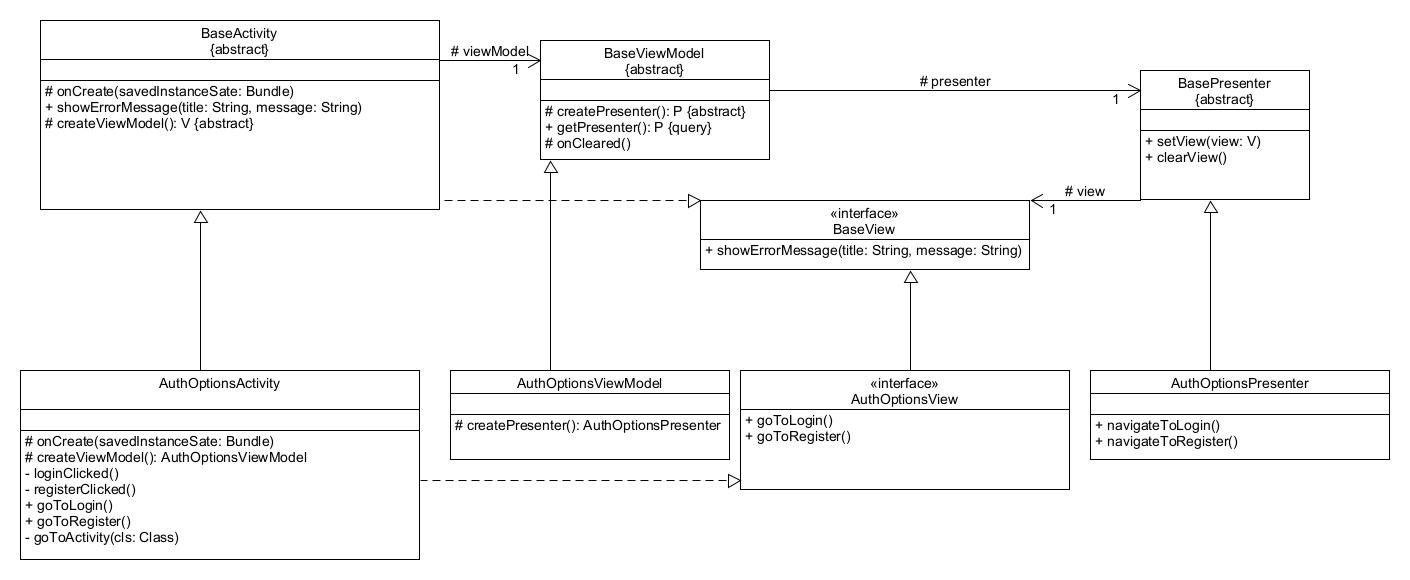 BaseActivity
{abstract}
# onCreate(savedInstanceSate: Bundle)
+ showErrorMessage(title: String, message: String)
# createViewModel(): V {abstract}
# viewModel
1
BaseViewModel
{abstract}
# createPresenter(): P {abstract}
+ getPresenter(): P {query}
# onCleared()
# presenter
1
BasePresenter
{abstract}
+ setView(view: V)
+ clearView()
# view
1
«interface»
BaseView
+ showErrorMessage(title: String, message: String)
AuthOptionsActivity
# onCreate(savedInstanceSate: Bundle)
# createViewModel(): AuthOptionsViewModel
- loginClicked()
- registerClicked()
+ goToLogin()
+ goToRegister()
- goToActivity(cls: Class)
AuthOptionsViewModel
# createPresenter(): AuthOptionsPresenter
«interface»
AuthOptionsView
+ goToLogin()
+ goToRegister()
AuthOptionsPresenter
+ navigateToLogin()
+ navigateToRegister()